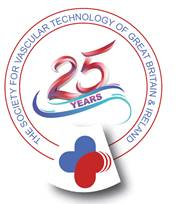 THE SOCIETY FOR VASCULAR TECHNOLOGY OF GREAT BRITAIN & IRELAND
25
YEARS